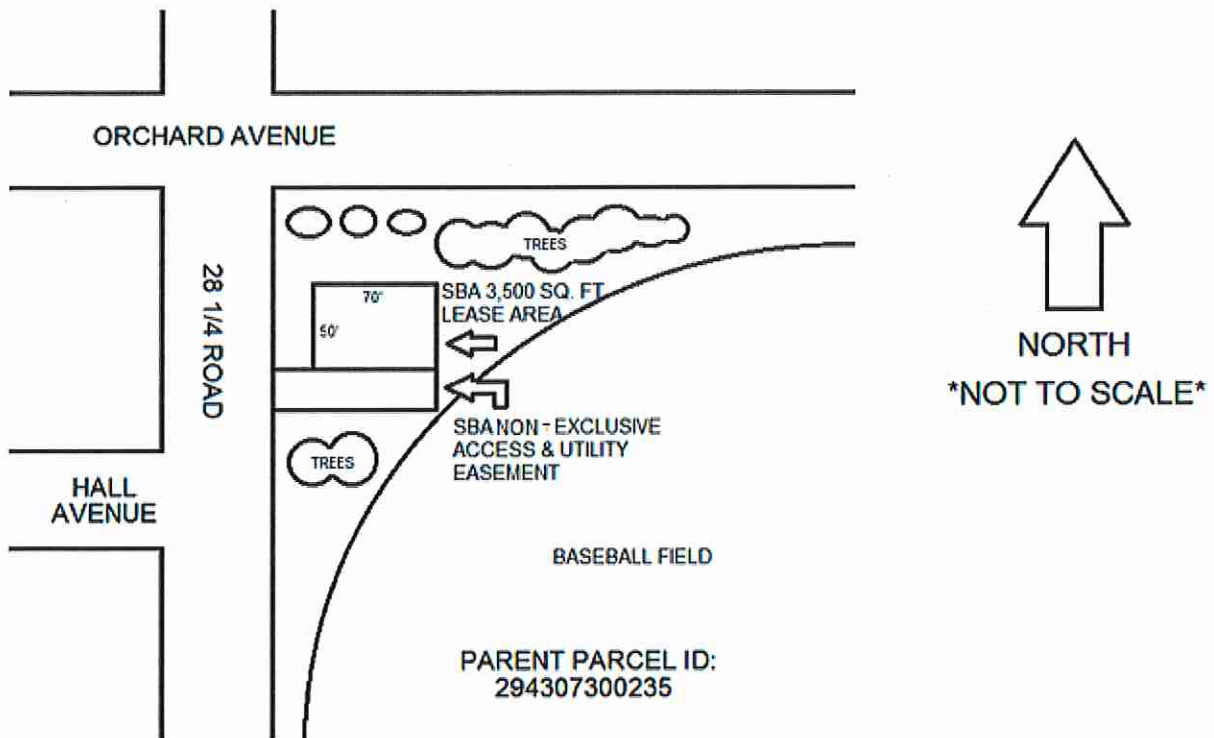 ORCHARD AVENUE
TREES
28 1/4 ROAD
70'
50'
SBA 3,500 SQ. FT
LEASE AREA
NORTH
*NOT TO SCALE*
SBA NON - EXCLUSIVE
ACCESS & UTILITY
EASEMENT
TREES
HALL
AVENUE
BASEBALL FIELD
PARENT PARCEL ID:
294307300235